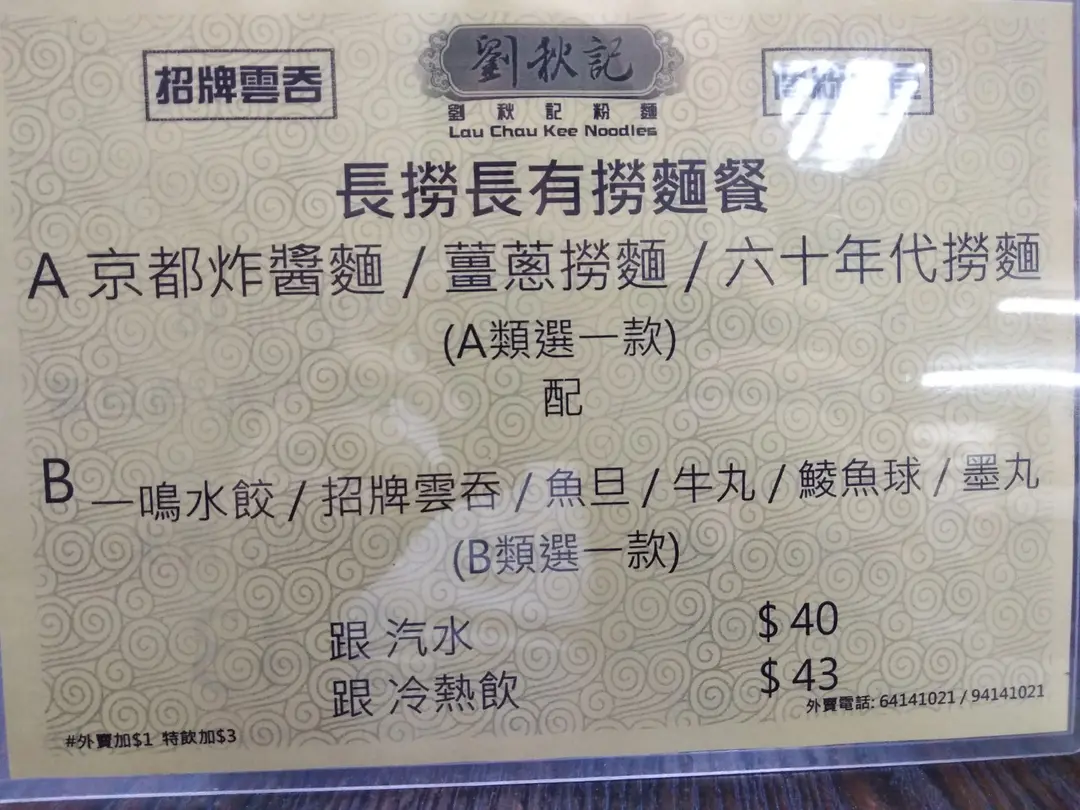 招牌雲吞
劉秋記
劉秋記粉麵
Lau Chau Kee Noodles
長撈長有撈麵餐
A 京都炸醬麵 / 薑蔥撈麵 / 六十年代撈麵
(A類選一款)
配
B 一鳴水餃 / 招牌雲吞 / 魚旦 / 牛丸 / 鯪魚球 / 墨丸
(B類選一款)
跟 汽水 $ 40
跟 冷熱飲 $ 43
外賣電話: 64141021 / 94141021
#外賣加$1 特飲加$3